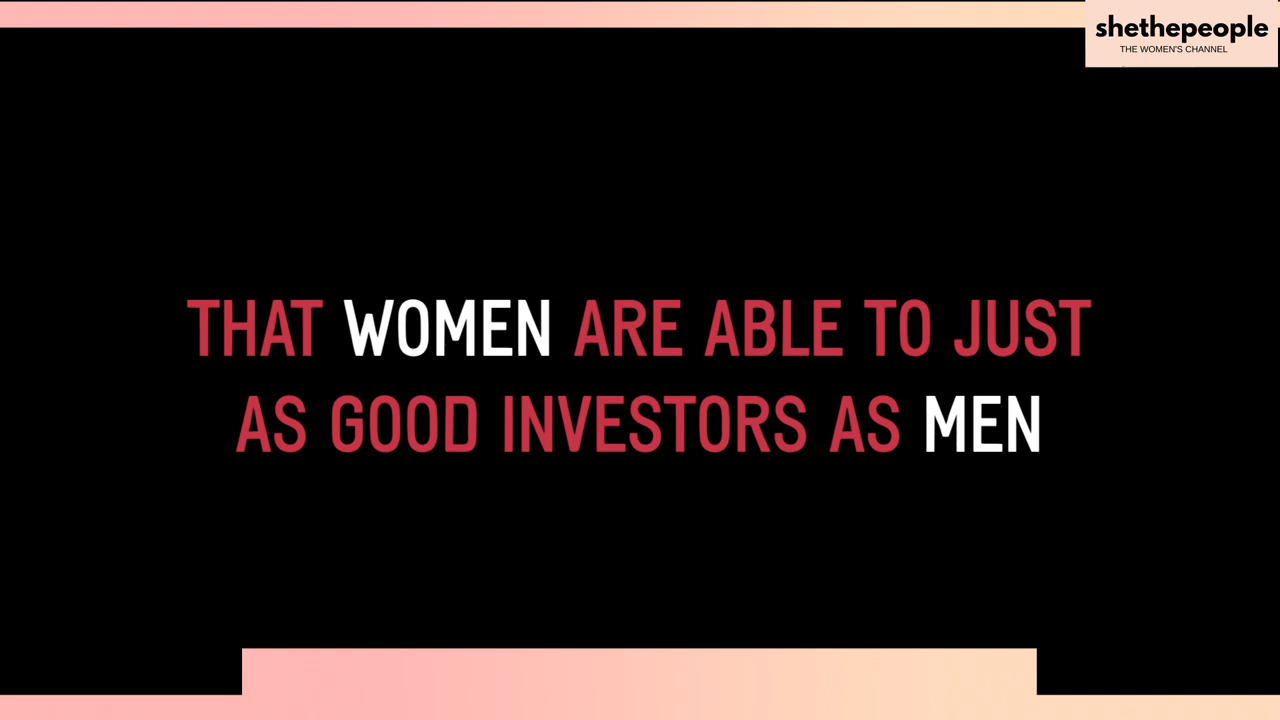 shethepeople
THE WOMEN'S CHANNEL
THAT WOMEN ARE ABLE TO JUST
AS GOOD INVESTORS AS MEN